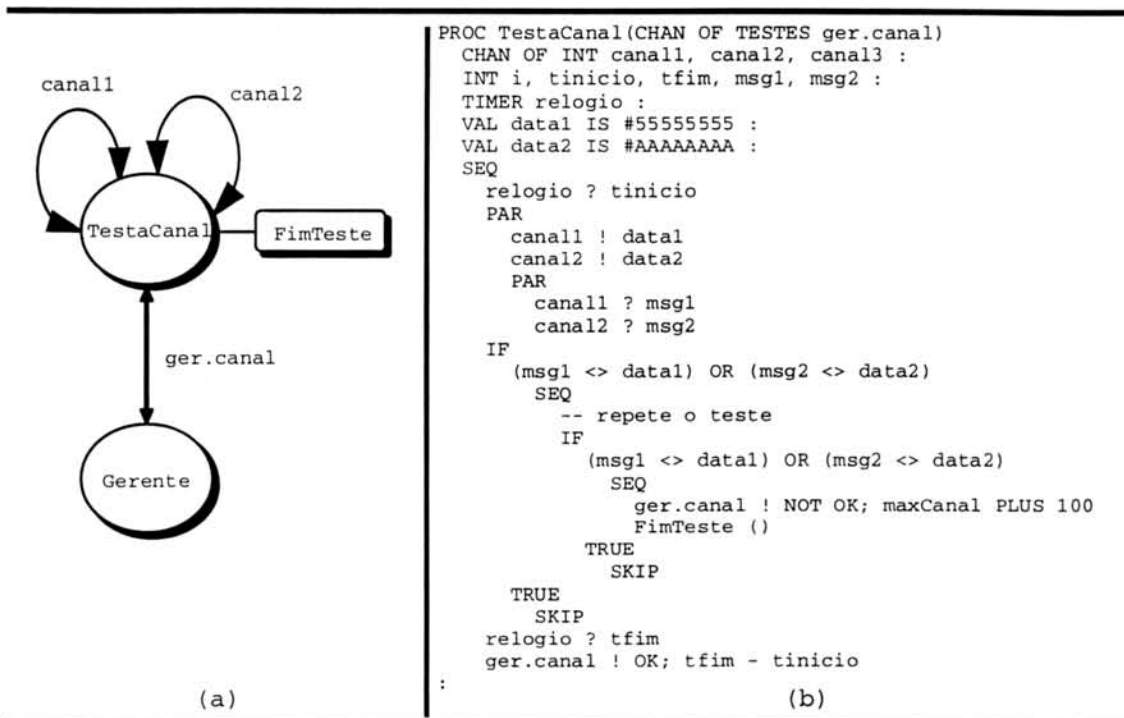 canal1
canal2
TestaCanal
FimTeste
ger.canal
Gerente
(a)
PROC TestaCanal(CHAN OF TESTES ger.canal)
CHAN OF INT canal1, canal2, canal3 :
INT i, tinicio, tfim, msg1, msg2 :
TIMER relogio :
VAL data1 IS #55555555 :
VAL data2 IS #AAAAAAAA :
SEQ
relogio ? tinicio
PAR
canal1 ! data1
canal2 ! data2
PAR
canal1 ? msg1
canal2 ? msg2
IF
(msg1 <> data1) OR (msg2 <> data2)
SEQ
-- repete o teste
IF
(msg1 <> data1) OR (msg2 <> data2)
SEQ
ger.canal ! NOT OK; maxCanal PLUS 100
FimTeste ()
TRUE
SKIP
TRUE
SKIP
relogio ? tfim
ger.canal ! OK; tfim - tinicio
:
(b)